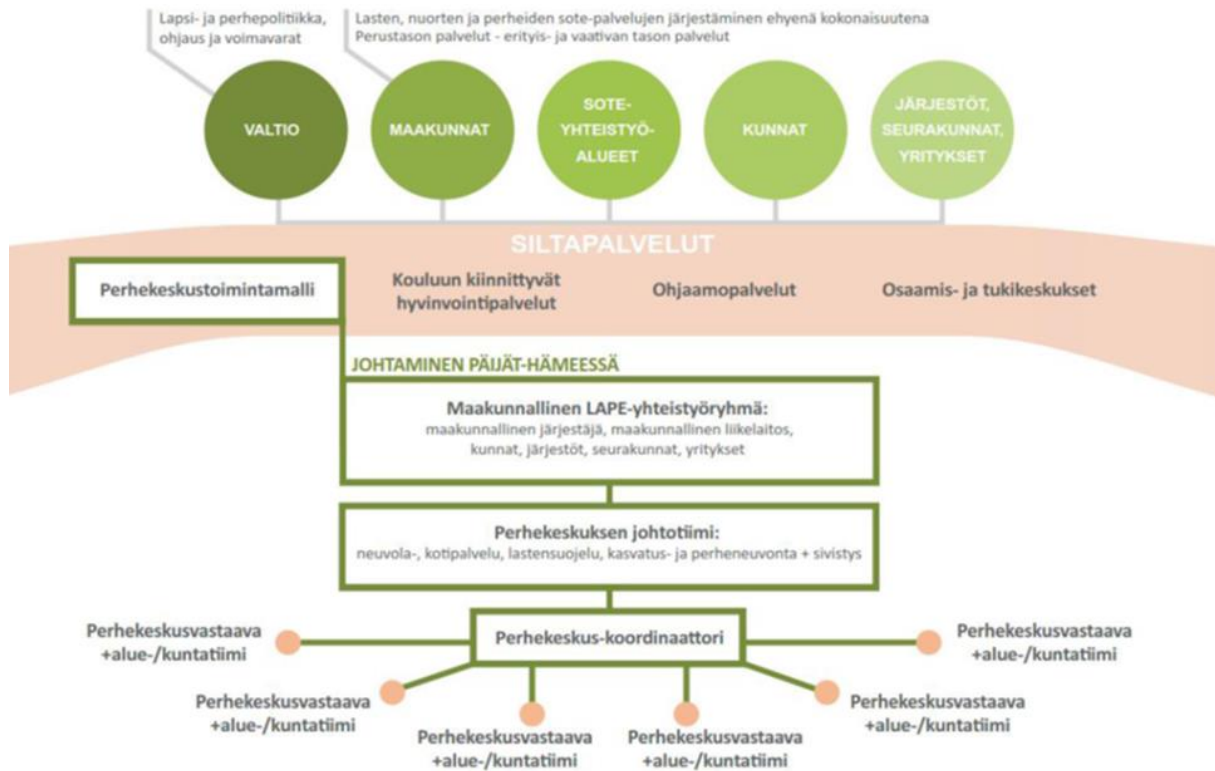 Lapsi- ja perhepolitiikka,
ohjaus ja voimavarat
Lasten, nuorten ja perheiden sote-palvelujen järjestäminen ehyenä kokonaisuutena
Perustason palvelut - erityis- ja vaativan tason palvelut
VALTIO
MAAKUNNAT
SOTE-
YHTEISTYÖ-
ALUEET
KUNNAT
JÄRJESTÖT,
SEURAKUNNAT,
YRITYKSET
SILTAPALVELUT
Perhekeskustoimintamalli
Kouluun kiinnittyvät
hyvinvointipalvelut
Ohjaamopalvelut
Osaamis- ja tukikeskukset
JOHTAMINEN PÄIJÄT-HÄMEESSÄ
Maakunnallinen LAPE-yhteistyöryhmä:
maakunnallinen järjestäjä, maakunnallinen liikelaitos,
kunnat, järjestöt, seurakunnat, yritykset
Perhekeskuksen johtotiimi:
neuvola-, kotipalvelu, lastensuojelu, kasvatus- ja perheneuvonta + sivistys
Perhekeskus-koordinaattori
Perhekeskusvastaava
+alue-/kuntatiimi
Perhekeskusvastaava
+alue-/kuntatiimi
Perhekeskusvastaava
+alue-/kuntatiimi
Perhekeskusvastaava
+alue-/kuntatiimi
Perhekeskusvastaava
+alue-/kuntatiimi
Perhekeskusvastaava
+alue-/kuntatiimi